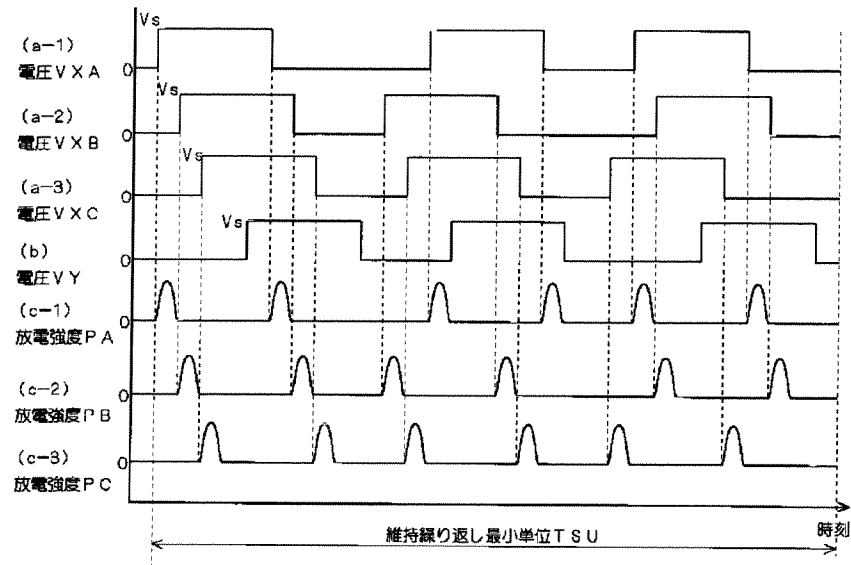 Vs
(a-1)
電圧VXA
0
Vs
(a-2)
電圧VXB
0
Vs
(a-3)
電圧VXC
0
Vs
(b)
電圧VY
0
(c-1)
放電強度PA
0
(c-2)
放電強度PB
0
(c-3)
放電強度PC
0
時刻
維持繰り返し最小単位TSU